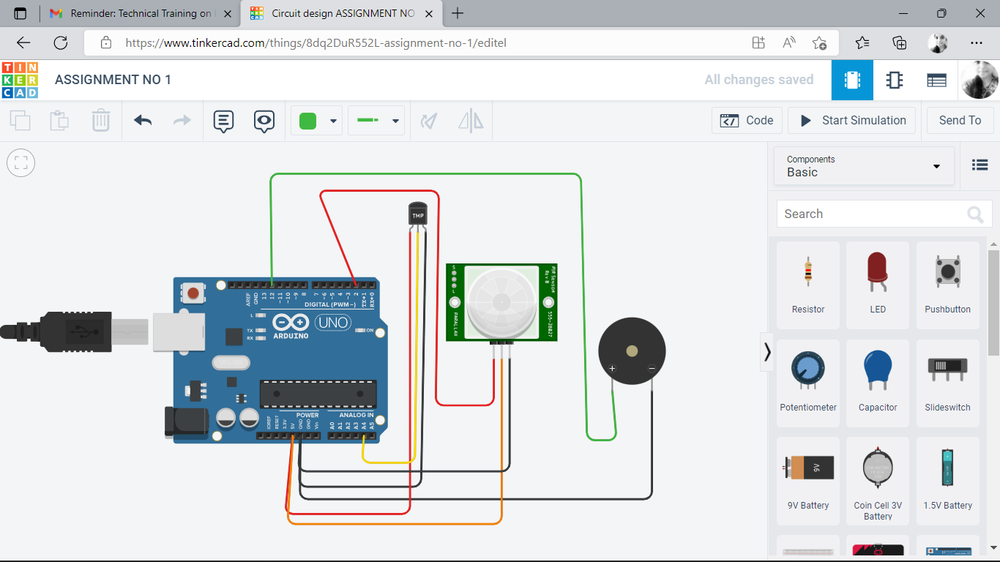 Reminder: Technical Training on
Circuit design ASSIGNMENT NO
https://www.tinkercad.com/things/8dq2DuR552L-assignment-no-1/editel
TIN
KER
CAD
ASSIGNMENT NO 1
All changes saved
Code
Start Simulation
Send To
Components
Basic
Search
Resistor
LED
Pushbutton
Potentiometer
Capacitor
Slideswitch
9V
9V Battery
Coin Cell 3V
Battery
1.5V Battery
TMP
PIR Sensor
Rev B
555-28027
PARALLAX
S
L
+
−
AREF
GND
13
12
~11
~10
~9
8
7
~6
~5
4
~3
2
TX→1
RX←0
DIGITAL (PWM~)
L
TX
RX
UNO
ARDUINO
ON
POWER
ANALOG IN
IOREF
RESET
3.3V
5V
GND
GND
Vin
A0
A1
A2
A3
A4
A5